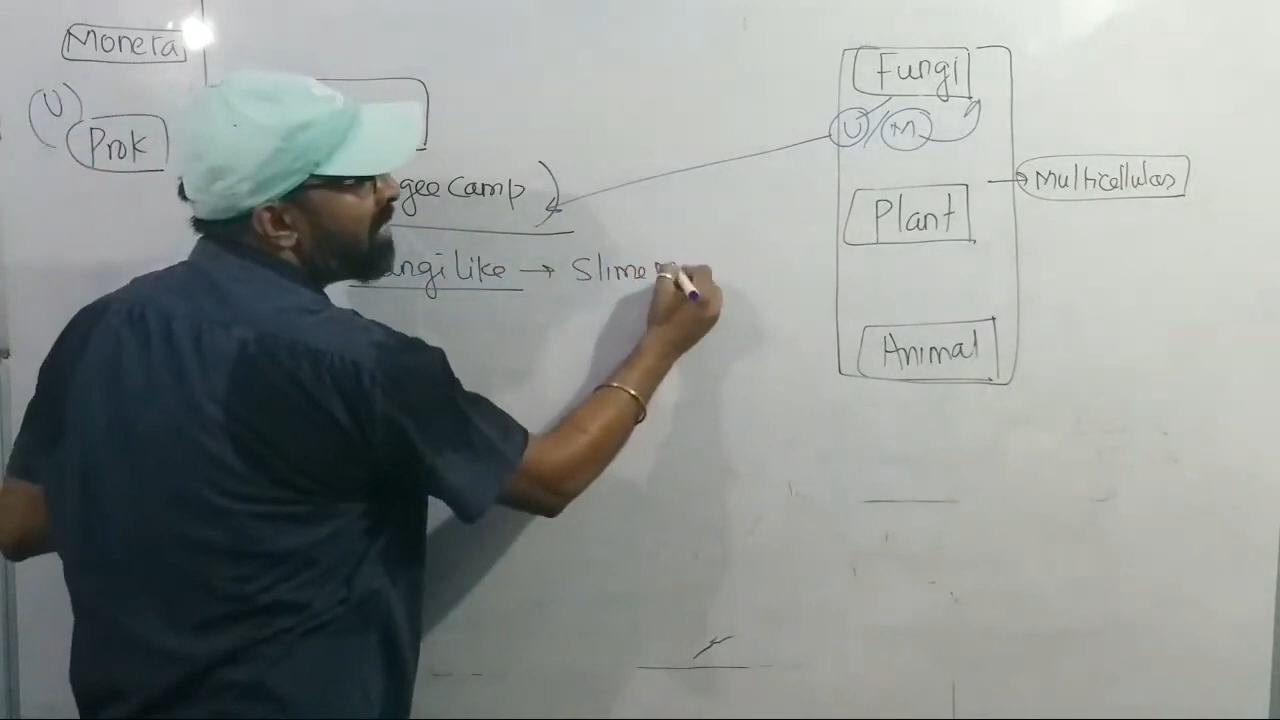 Monera
U
Prok
gee camp
ungi like → Slime
Fungi
U / M
Plant
Multicellular
Animal